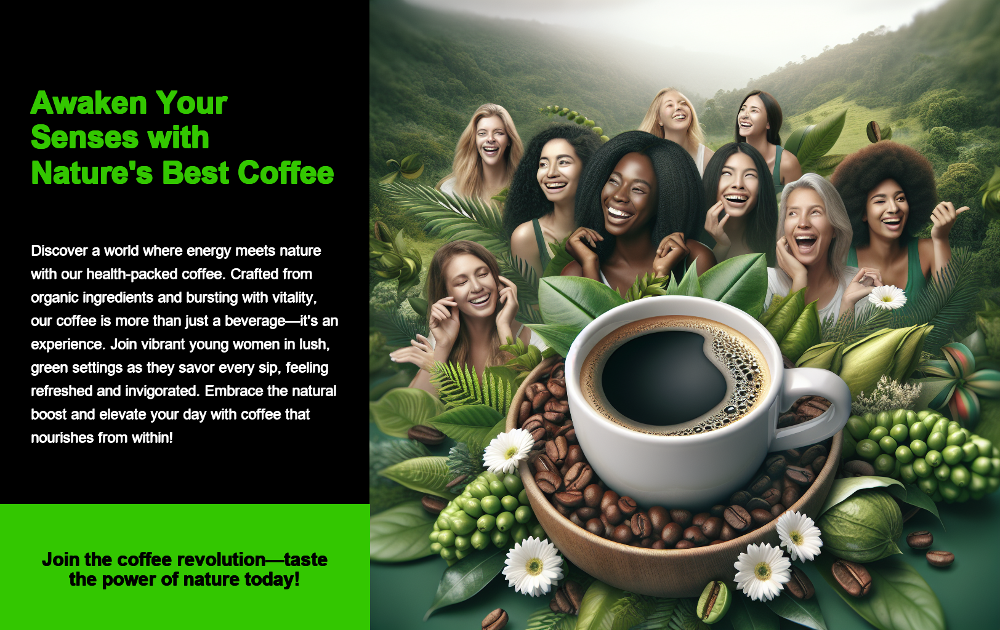 Awaken Your
Senses with
Nature's Best Coffee
Discover a world where energy meets nature
with our health-packed coffee. Crafted from
organic ingredients and bursting with vitality,
our coffee is more than just a beverage—it's an
experience. Join vibrant young women in lush,
green settings as they savor every sip, feeling
refreshed and invigorated. Embrace the natural
boost and elevate your day with coffee that
nourishes from within!
Join the coffee revolution—taste
the power of nature today!